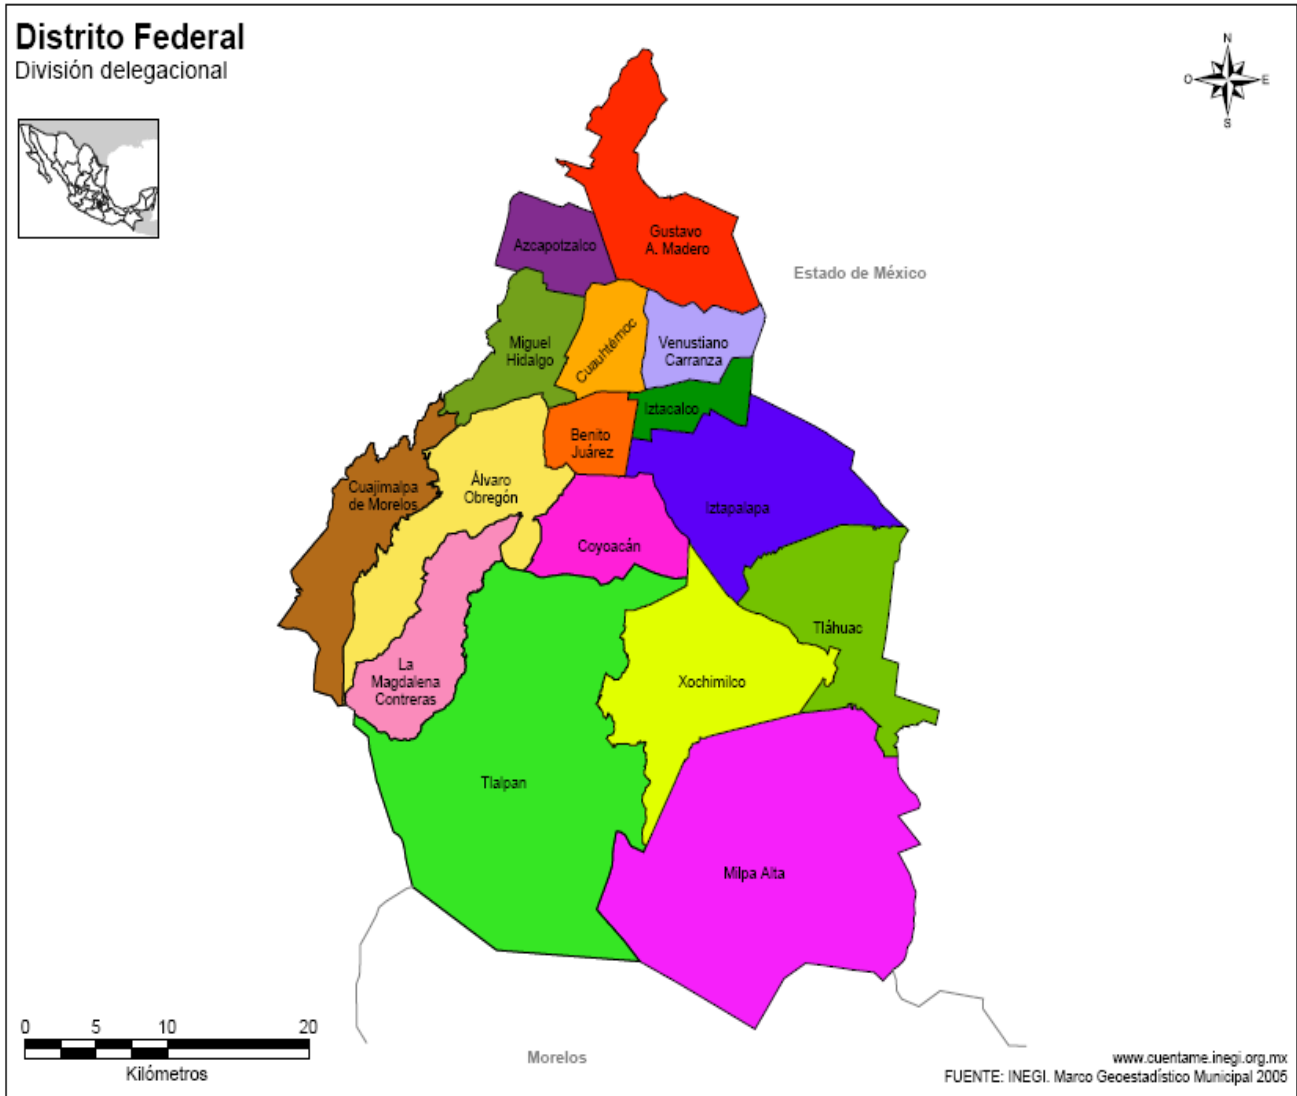 Distrito Federal
División delegacional
N
O
E
S
Gustavo
A. Madero
Azcapotzalco
Estado de México
Miguel
Hidalgo
Cuauhtémoc
Venustiano
Carranza
Iztacalco
Benito
Juárez
Cuajimalpa
de Morelos
Álvaro
Obregón
Iztapalapa
Coyoacán
Tláhuac
La
Magdalena
Contreras
Xochimilco
Tlalpan
Milpa Alta
0 5 10 20
Kilómetros
Morelos
www.cuentame.inegi.org.mx
FUENTE: INEGI. Marco Geoestadístico Municipal 2005